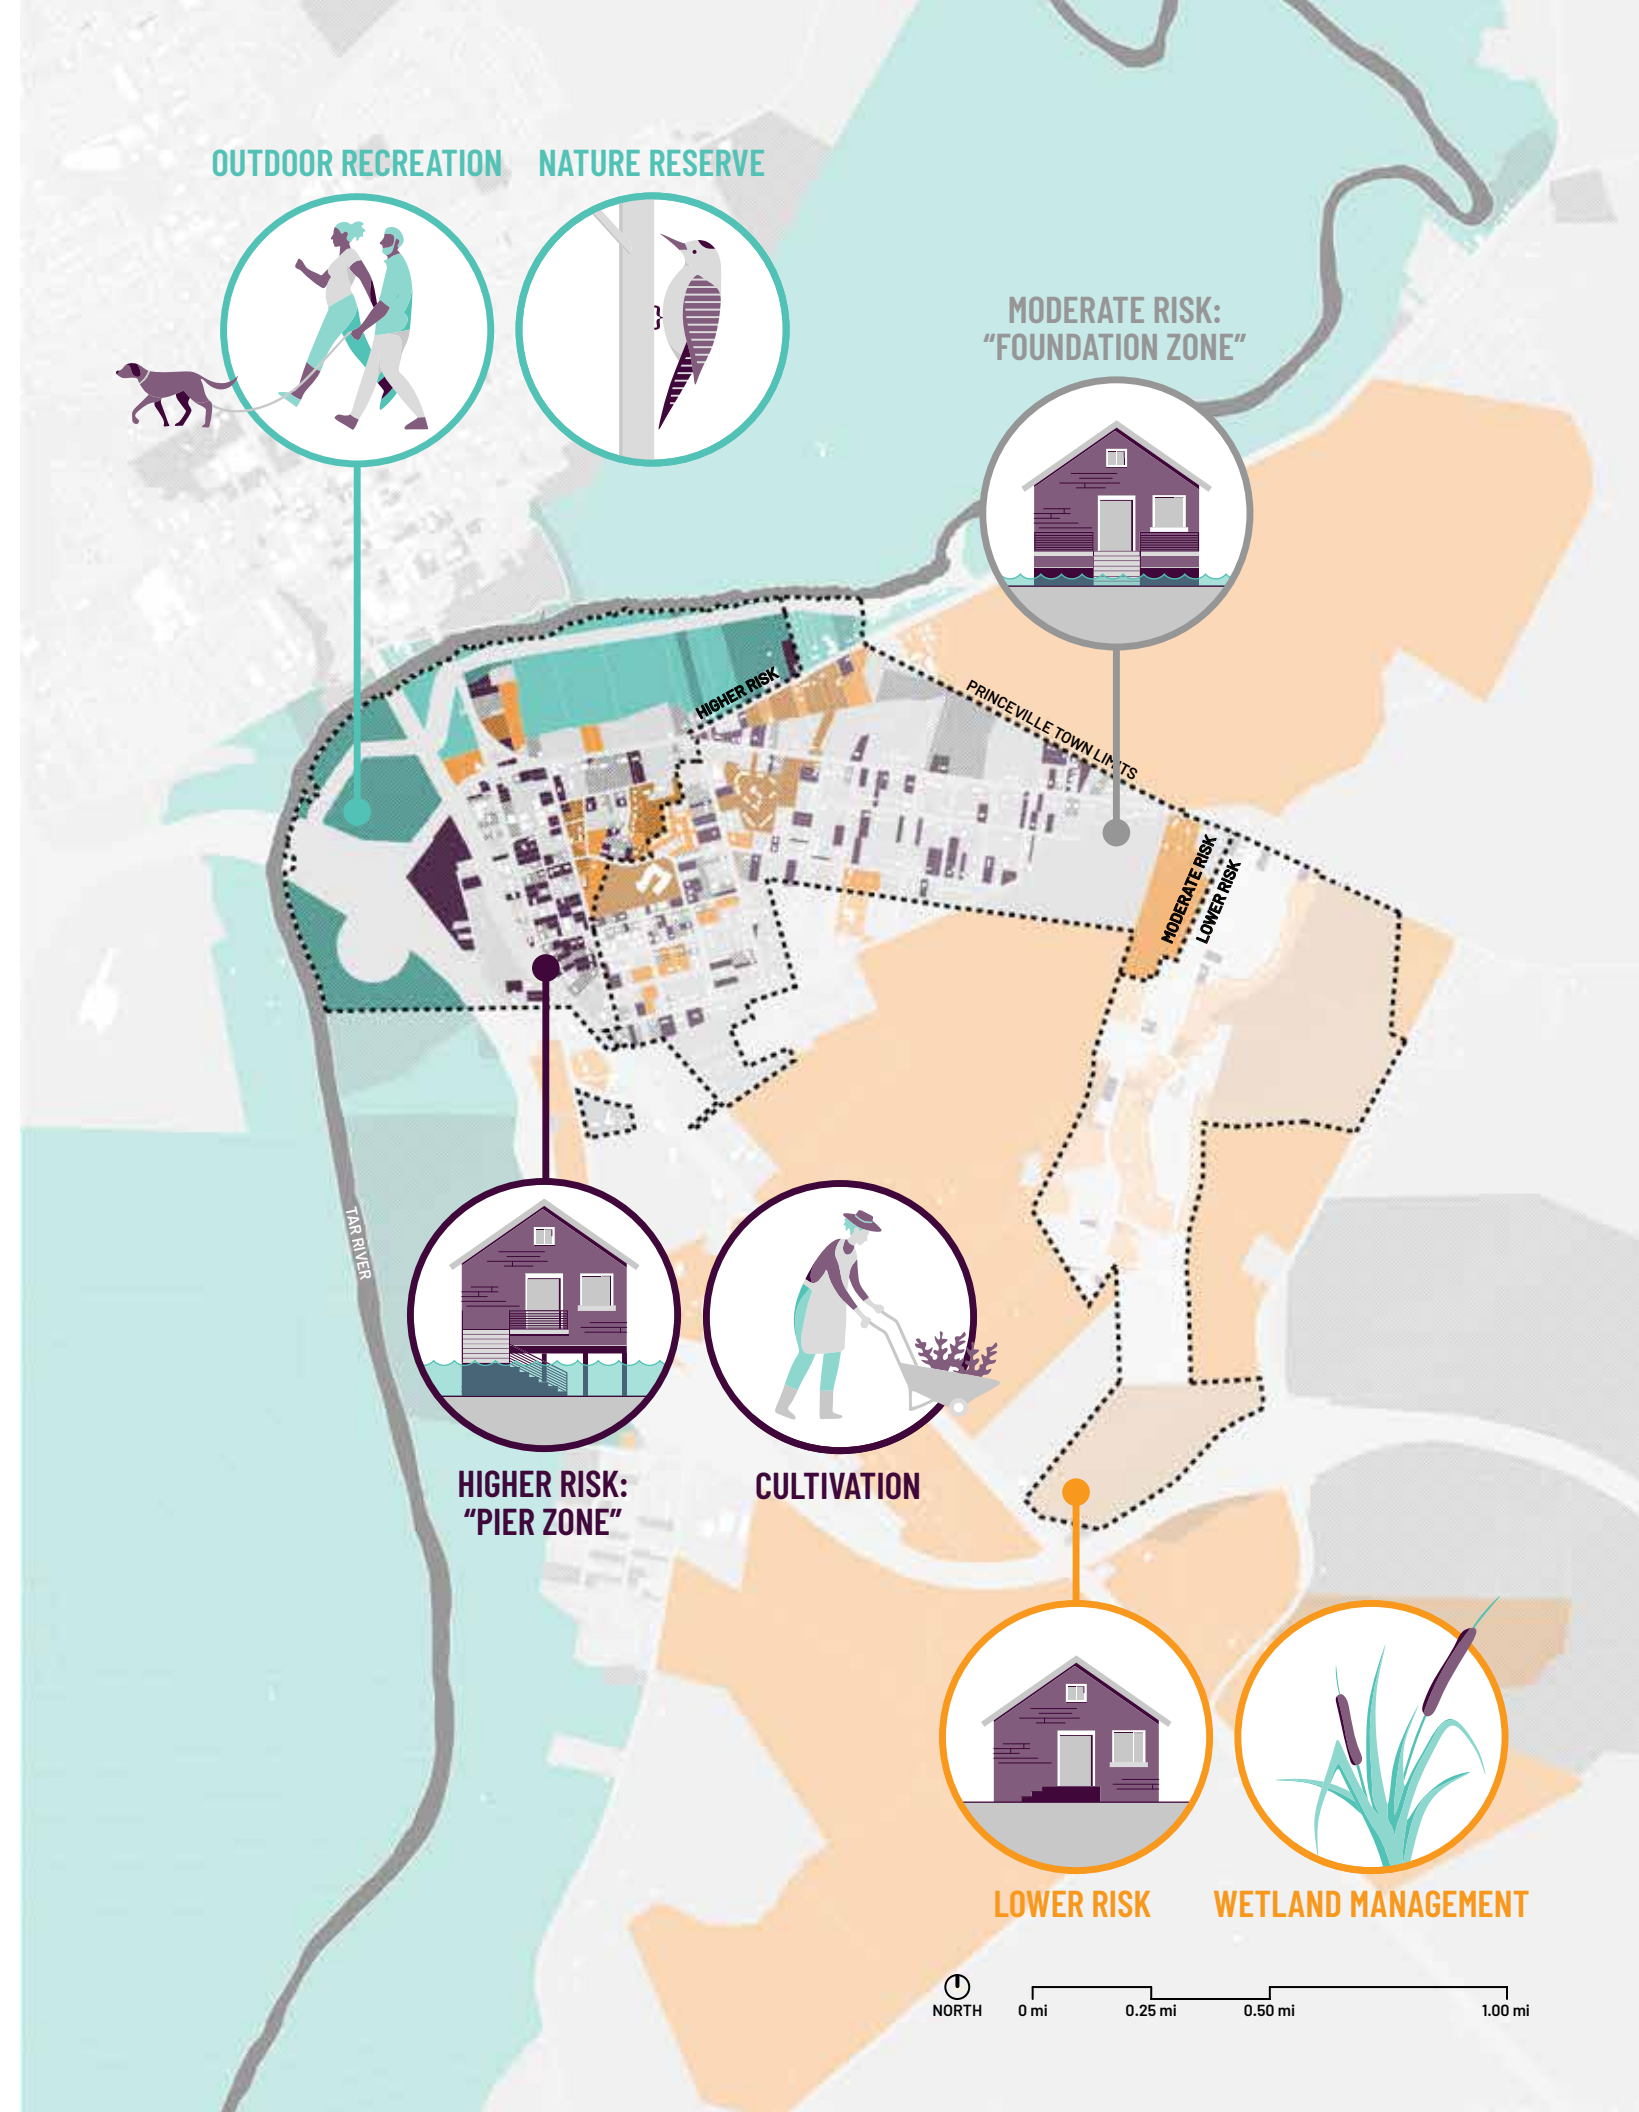 OUTDOOR RECREATION
NATURE RESERVE
MODERATE RISK:
“FOUNDATION ZONE”
HIGHER RISK
PRINCEVILLE TOWN LIMITS
MODERATE RISK
LOWER RISK
TAR RIVER
HIGHER RISK:
“PIER ZONE”
CULTIVATION
LOWER RISK
WETLAND MANAGEMENT
NORTH
0 mi
0.25 mi
0.50 mi
1.00 mi